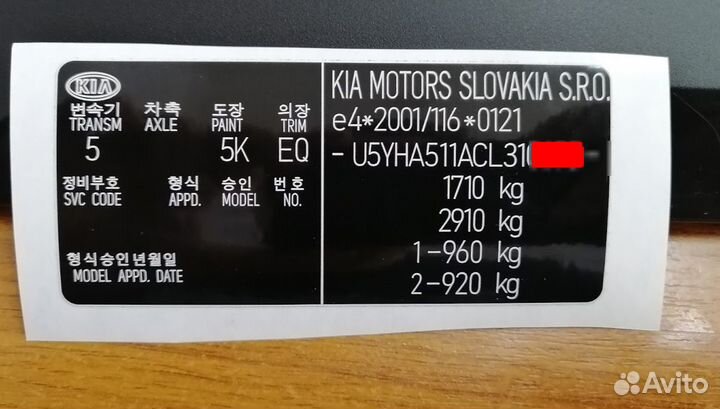 KIA
변속기 차축 도장 의장
TRANSM AXLE PAINT TRIM
5 5K EQ
정비부호 형식 승인 번호
SVC CODE APPD. MODEL NO.
형식승인년월일
MODEL APPD. DATE
KIA MOTORS SLOVAKIA S.R.O.
e4*2001/116*0121
- U5YHA511ACL31 -
1710 kg
2910 kg
1-960 kg
2-920 kg
Avito